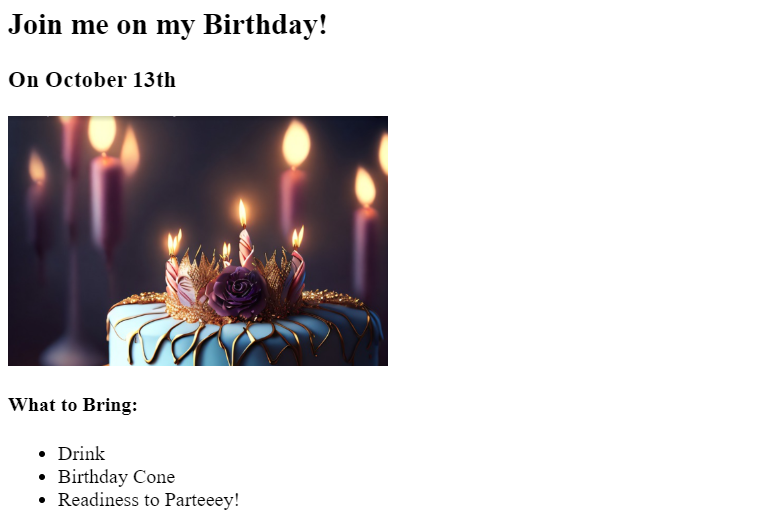 Join me on my Birthday!
On October 13th
What to Bring:
Drink
Birthday Cone
Readiness to Parteeey!